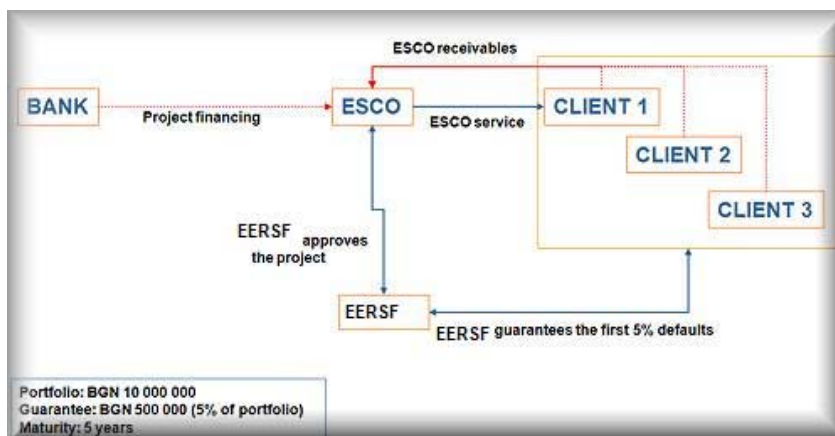 ESCO receivables
BANK
ESCO
CLIENT 1
Project financing
ESCO service
CLIENT 2
CLIENT 3
EERSF approves
the project
EERSF
EERSF guarantees the first 5% defaults
Portfolio: BGN 10 000 000
Guarantee: BGN 500 000 (5% of portfolio)
Maturity: 5 years